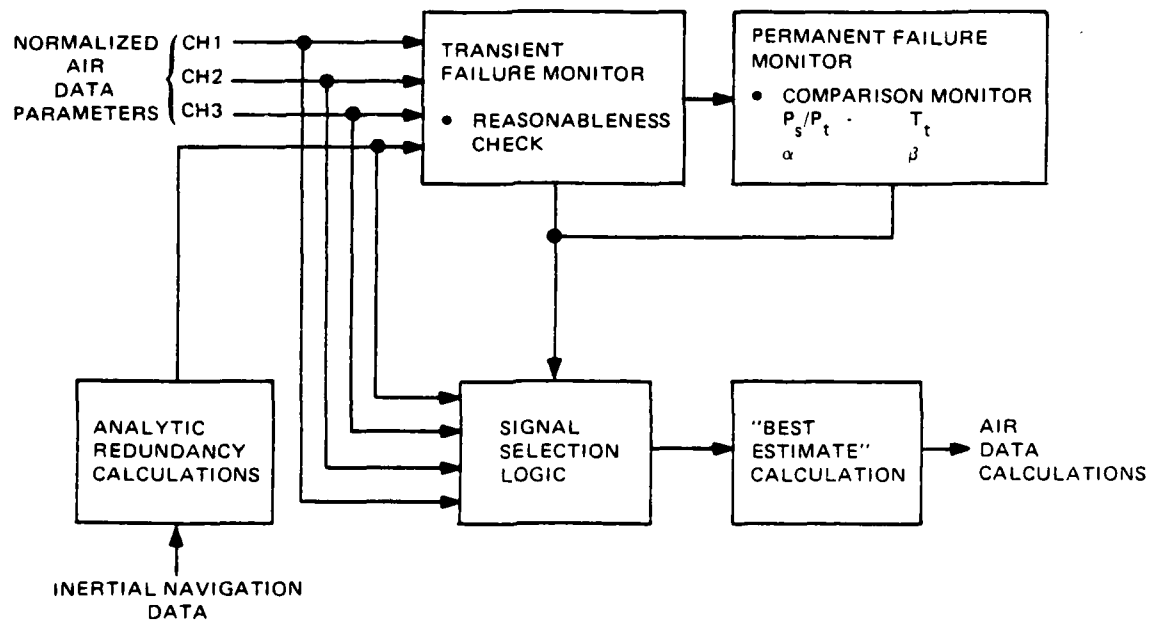 NORMALIZED
AIR
DATA
PARAMETERS
CH1
CH2
CH3
TRANSIENT
FAILURE MONITOR
• REASONABLENESS
CHECK
PERMANENT FAILURE
MONITOR
• COMPARISON MONITOR
Ps/Pt · Tt
α β
ANALYTIC
REDUNDANCY
CALCULATIONS
SIGNAL
SELECTION
LOGIC
"BEST
ESTIMATE"
CALCULATION
AIR
DATA
CALCULATIONS
INERTIAL NAVIGATION
DATA